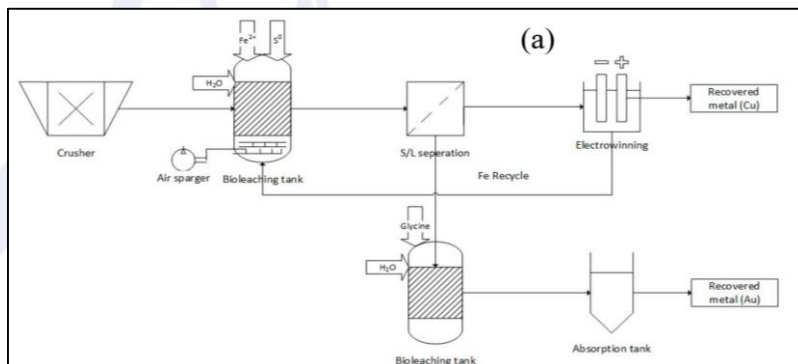 (a)
Fe2+
S0
H2O
Crusher
Air sparger
Bioleaching tank
S/L seperation
Electrowinning
Recovered
metal (Cu)
Fe Recycle
Glycine
H2O
Bioleaching tank
Absorption tank
Recovered
metal (Au)